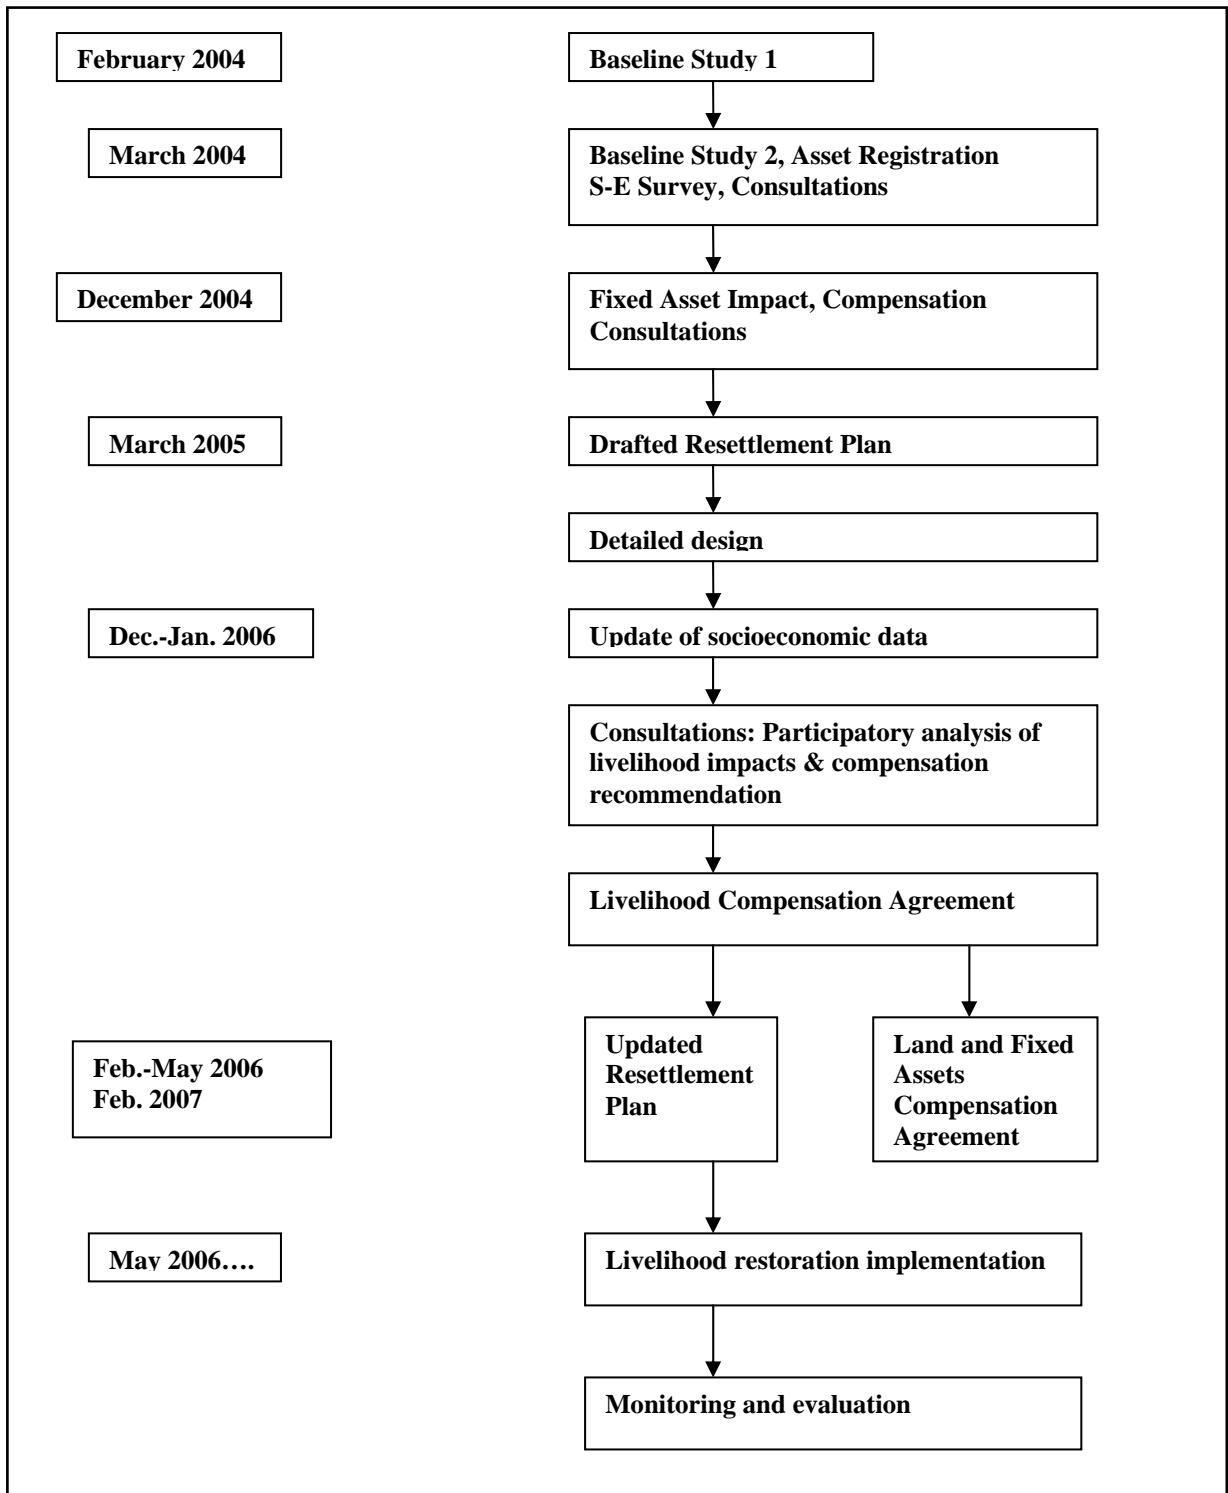 February 2004
Baseline Study 1
March 2004
Baseline Study 2, Asset Registration
S-E Survey, Consultations
December 2004
Fixed Asset Impact, Compensation
Consultations
March 2005
Drafted Resettlement Plan
Detailed design
Dec.-Jan. 2006
Update of socioeconomic data
Consultations: Participatory analysis of
livelihood impacts & compensation
recommendation
Livelihood Compensation Agreement
Feb.-May 2006
Feb. 2007
Updated
Resettlement
Plan
Land and Fixed
Assets
Compensation
Agreement
May 2006….
Livelihood restoration implementation
Monitoring and evaluation